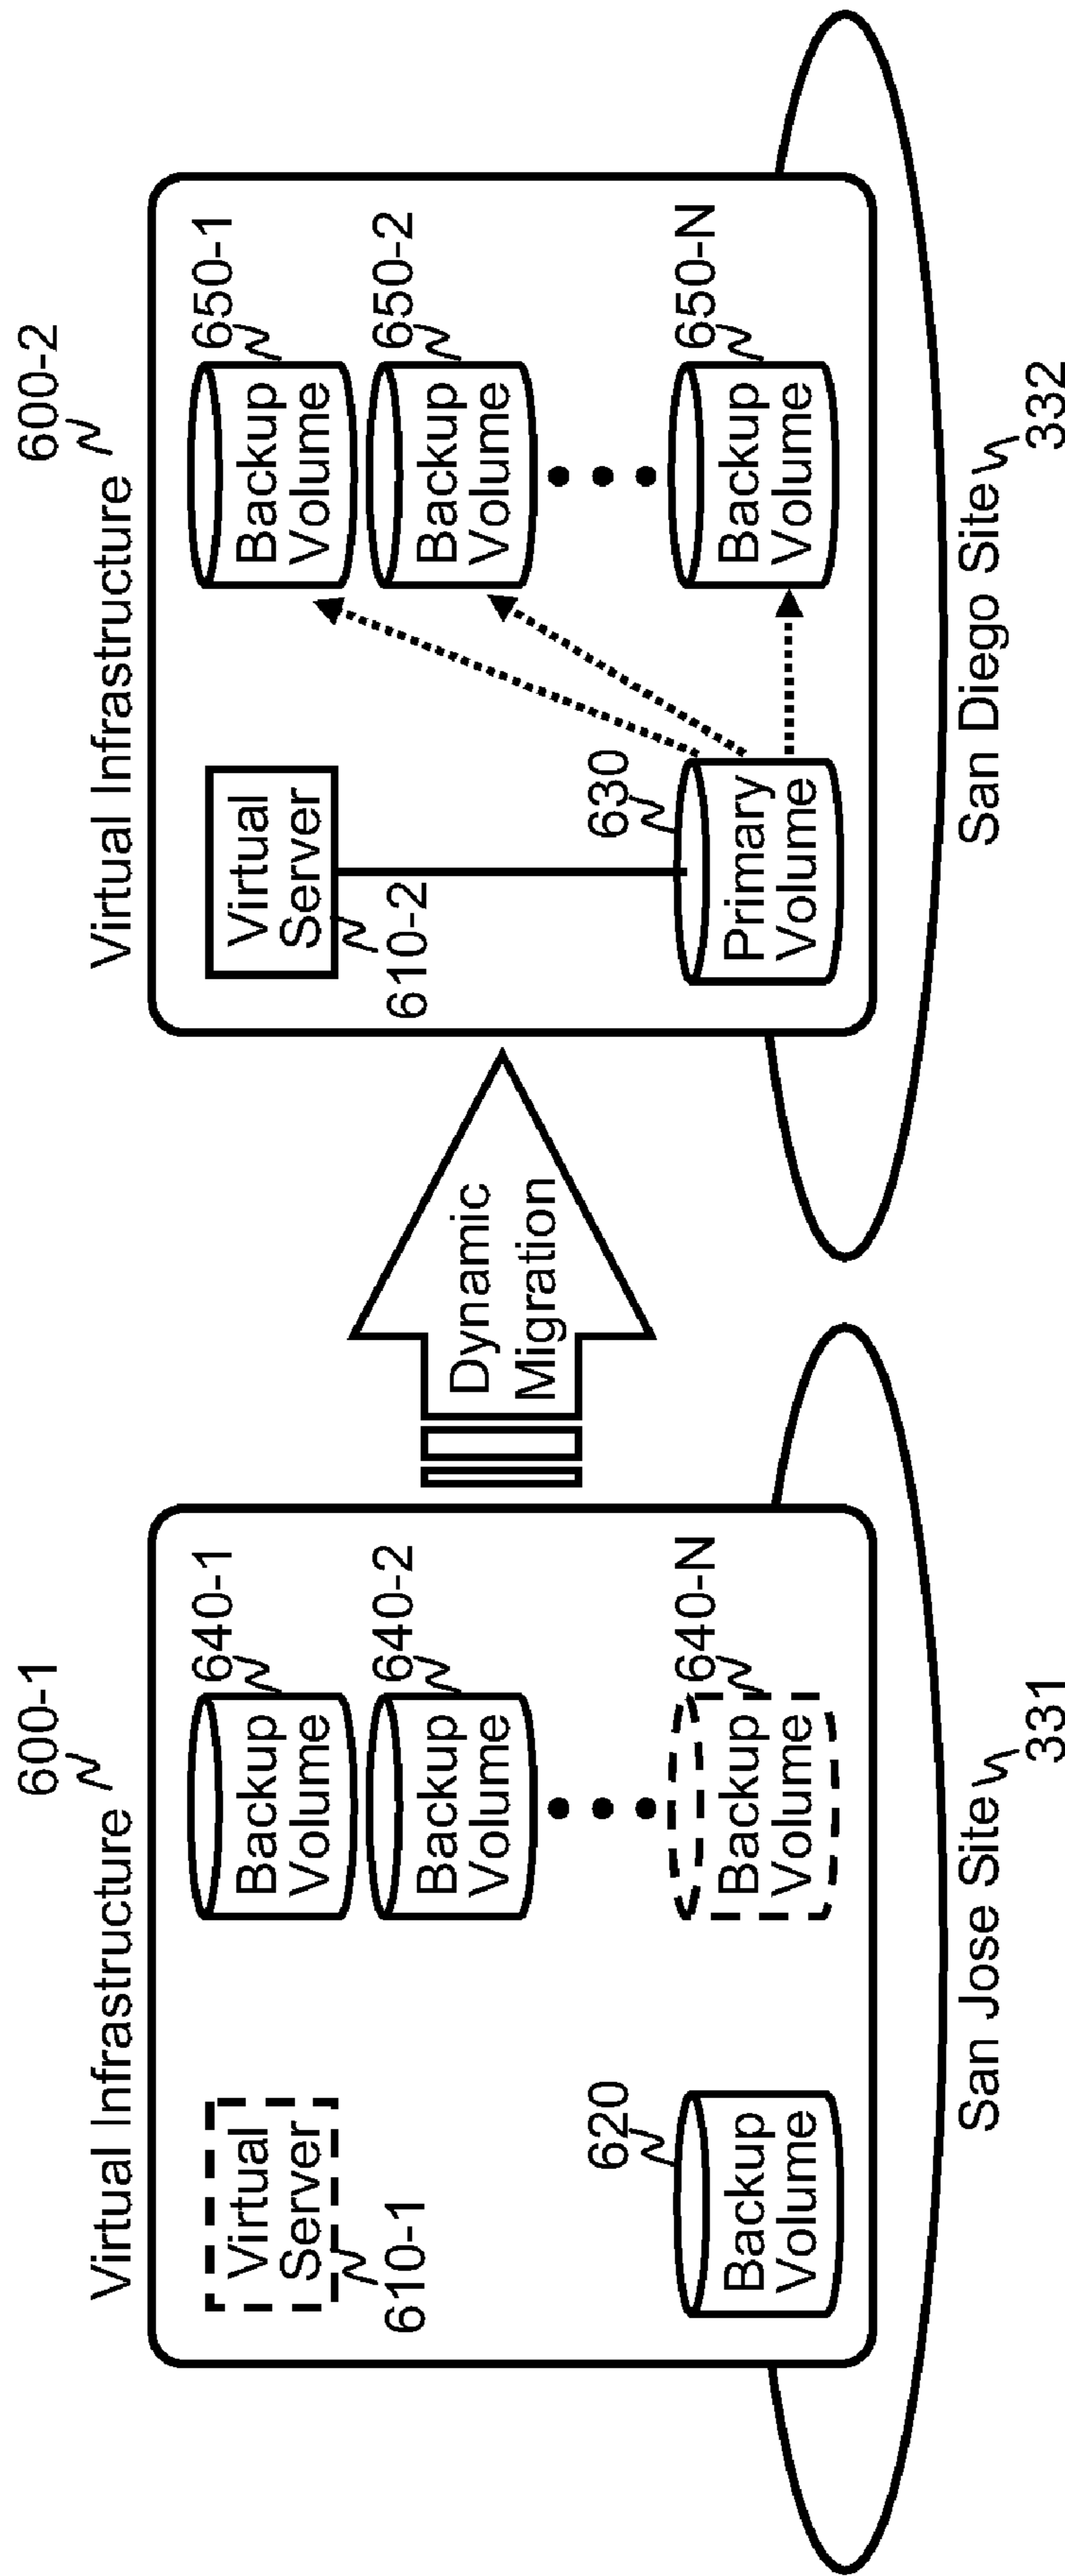 600-1
Virtual Infrastructure
Virtual
Server
610-1
Backup
Volume
640-1
Backup
Volume
640-2
Backup
Volume
640-N
620
Backup
Volume
San Jose Site
331
Dynamic
Migration
600-2
Virtual Infrastructure
Virtual
Server
610-2
Backup
Volume
650-1
Backup
Volume
650-2
Backup
Volume
650-N
630
Primary
Volume
San Diego Site
332